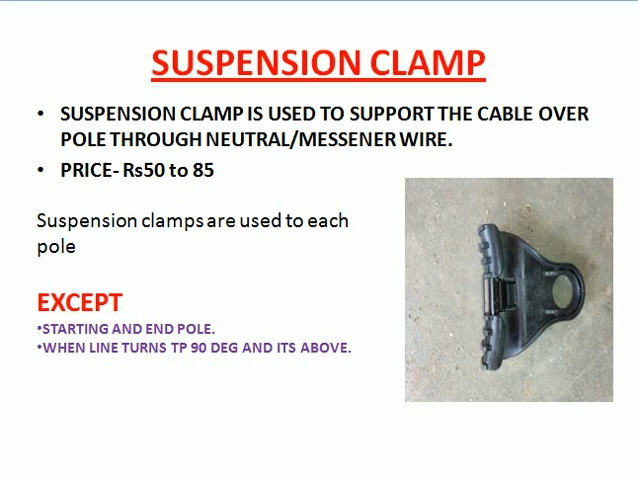 SUSPENSION CLAMP
• SUSPENSION CLAMP IS USED TO SUPPORT THE CABLE OVER
POLE THROUGH NEUTRAL/MESSENER WIRE.
• PRICE- Rs50 to 85
Suspension clamps are used to each
pole
EXCEPT
•STARTING AND END POLE.
•WHEN LINE TURNS TP 90 DEG AND ITS ABOVE.